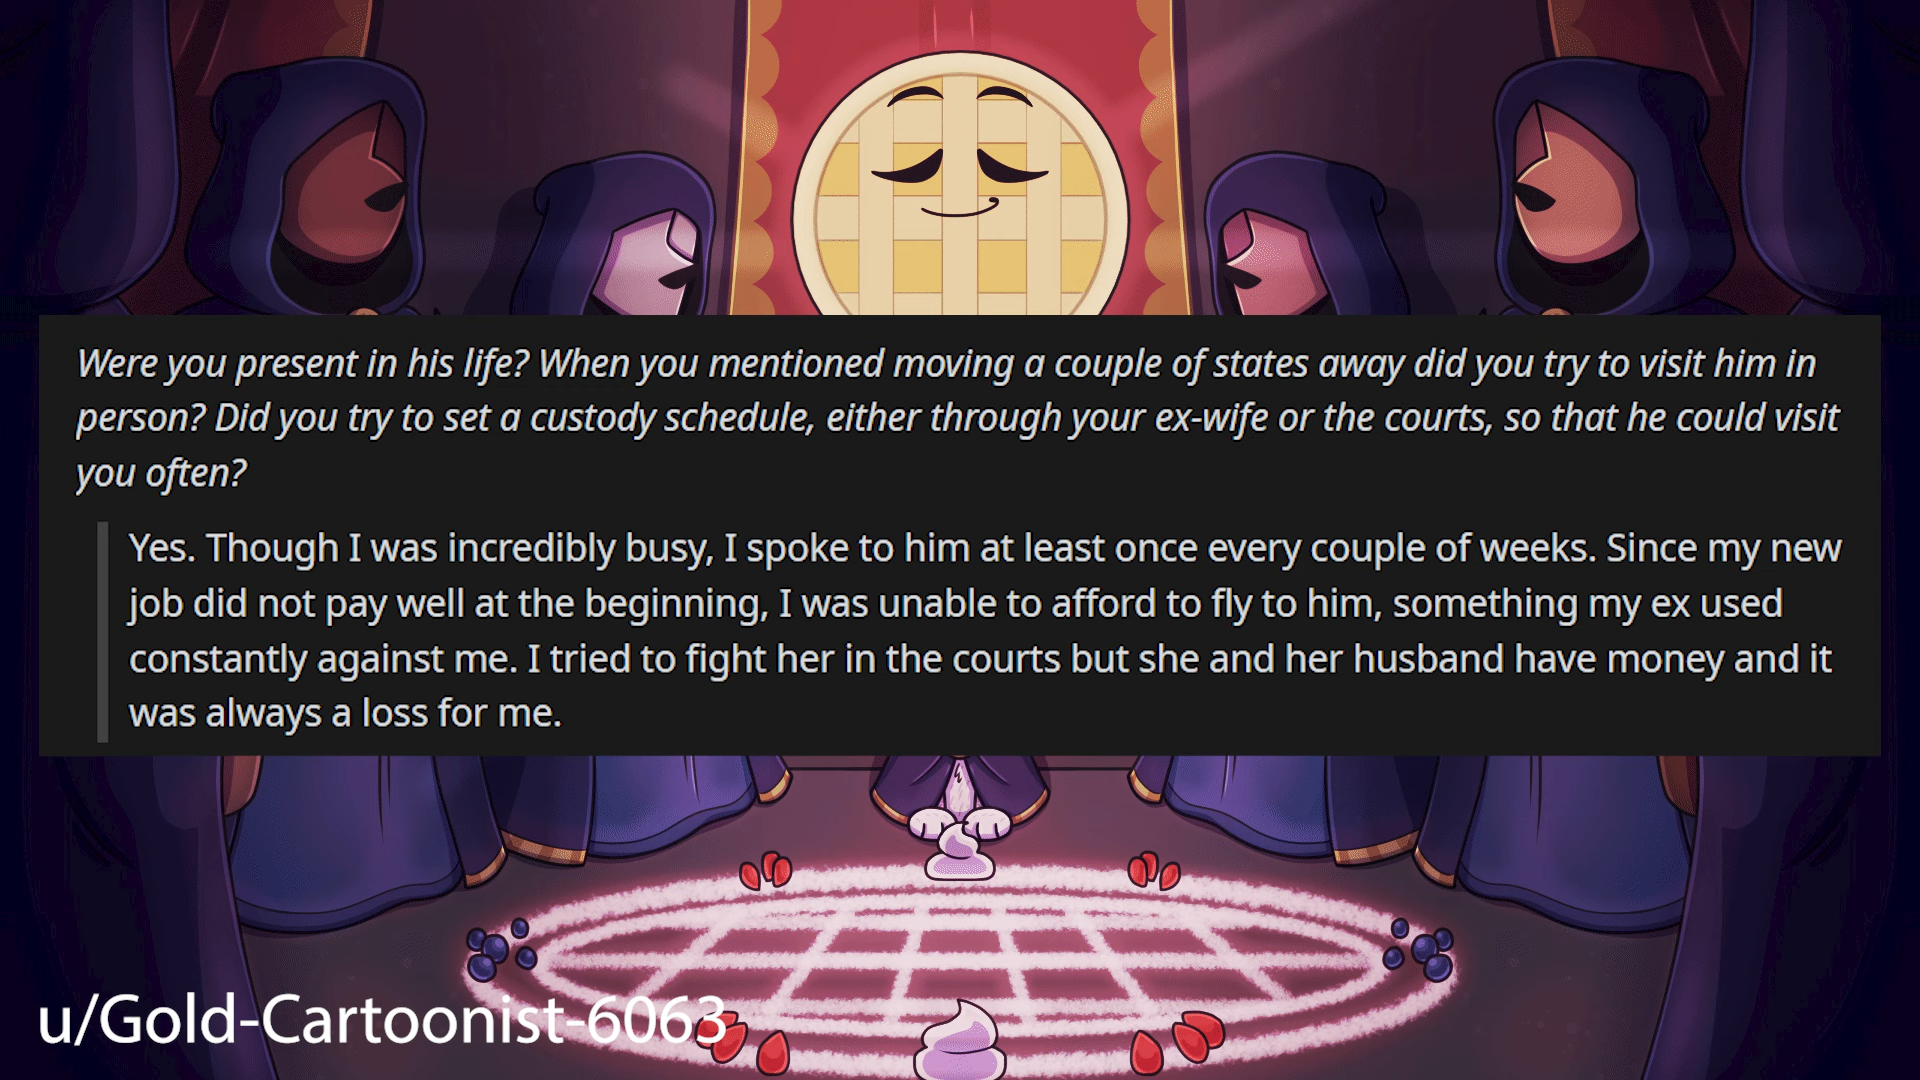 Were you present in his life? When you mentioned moving a couple of states away did you try to visit him in
person? Did you try to set a custody schedule, either through your ex-wife or the courts, so that he could visit
you often?
Yes. Though I was incredibly busy, I spoke to him at least once every couple of weeks. Since my new
job did not pay well at the beginning, I was unable to afford to fly to him, something my ex used
constantly against me. I tried to fight her in the courts but she and her husband have money and it
was always a loss for me.
u/Gold-Cartoonist-6063